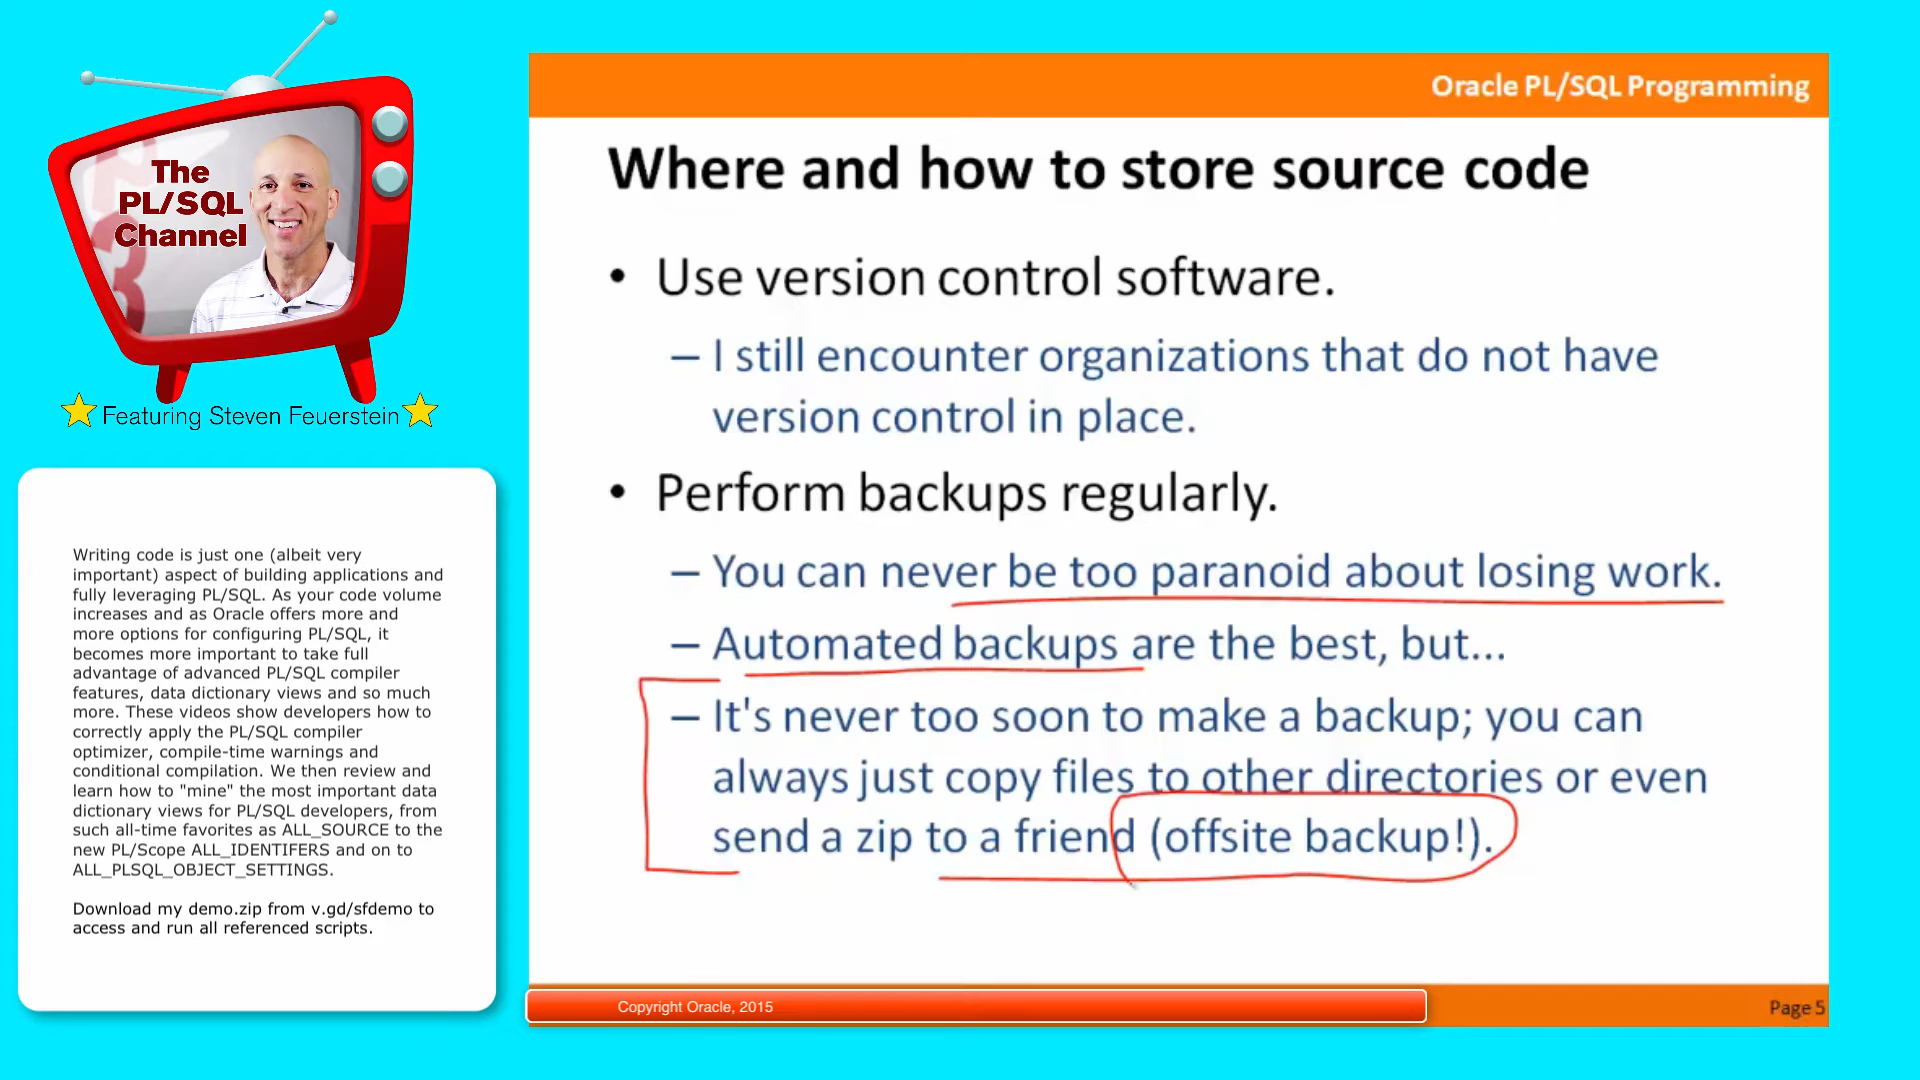 The
PL/SQL
Channel
Featuring Steven Feuerstein
Writing code is just one (albeit very
important) aspect of building applications and
fully leveraging PL/SQL. As your code volume
increases and as Oracle offers more and
more options for configuring PL/SQL, it
becomes more important to take full
advantage of advanced PL/SQL compiler
features, data dictionary views and so much
more. These videos show developers how to
correctly apply the PL/SQL compiler
optimizer, compile-time warnings and
conditional compilation. We then review and
learn how to "mine" the most important data
dictionary views for PL/SQL developers, from
such all-time favorites as ALL_SOURCE to the
new PL/Scope ALL_IDENTIFERS and on to
ALL_PLSQL_OBJECT_SETTINGS.
Download my demo.zip from v.gd/sfdemo to
access and run all referenced scripts.
Oracle PL/SQL Programming
Where and how to store source code
• Use version control software.
– I still encounter organizations that do not have
version control in place.
• Perform backups regularly.
– You can never be too paranoid about losing work.
– Automated backups are the best, but...
– It's never too soon to make a backup; you can
always just copy files to other directories or even
send a zip to a friend (offsite backup!).
Copyright Oracle, 2015
Page 5